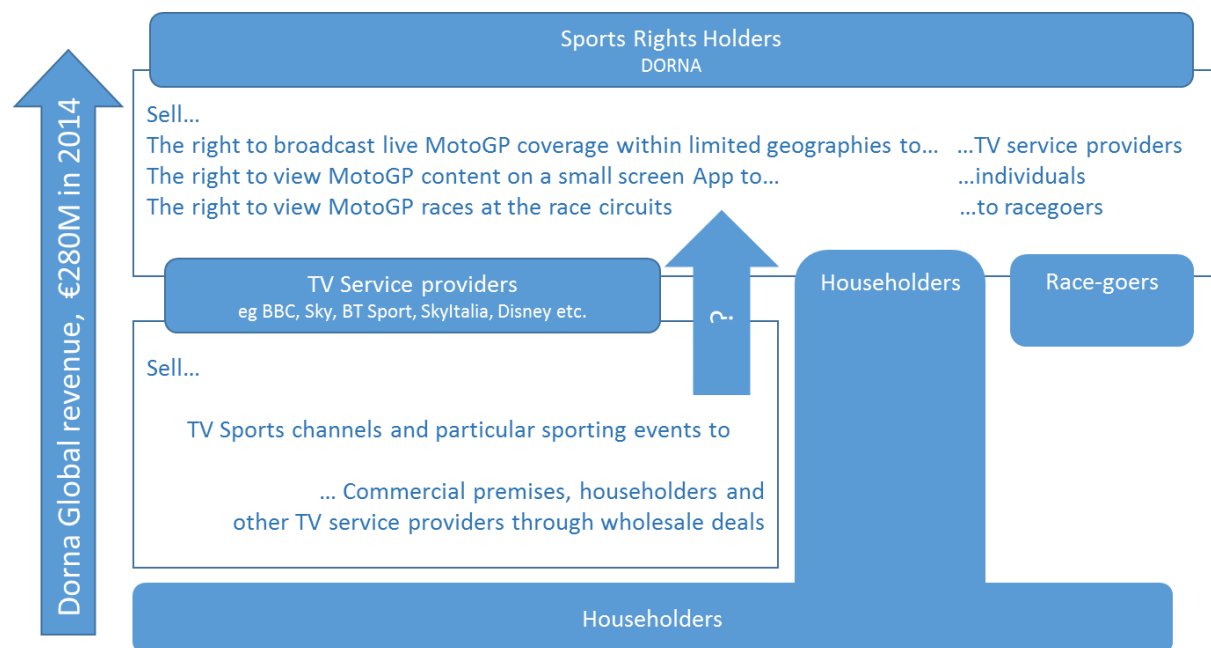 Sports Rights Holders
DORNA
Sell...
The right to broadcast live MotoGP coverage within limited geographies to... ...TV service providers
The right to view MotoGP content on a small screen App to... ...individuals
The right to view MotoGP races at the race circuits ...to racegoers
Dorna Global revenue, €280M in 2014
TV Service providers
eg BBC, Sky, BT Sport, SkyItalia, Disney etc.
?
Householders
Race-goers
Sell...
TV Sports channels and particular sporting events to
... Commercial premises, householders and
other TV service providers through wholesale deals
Householders